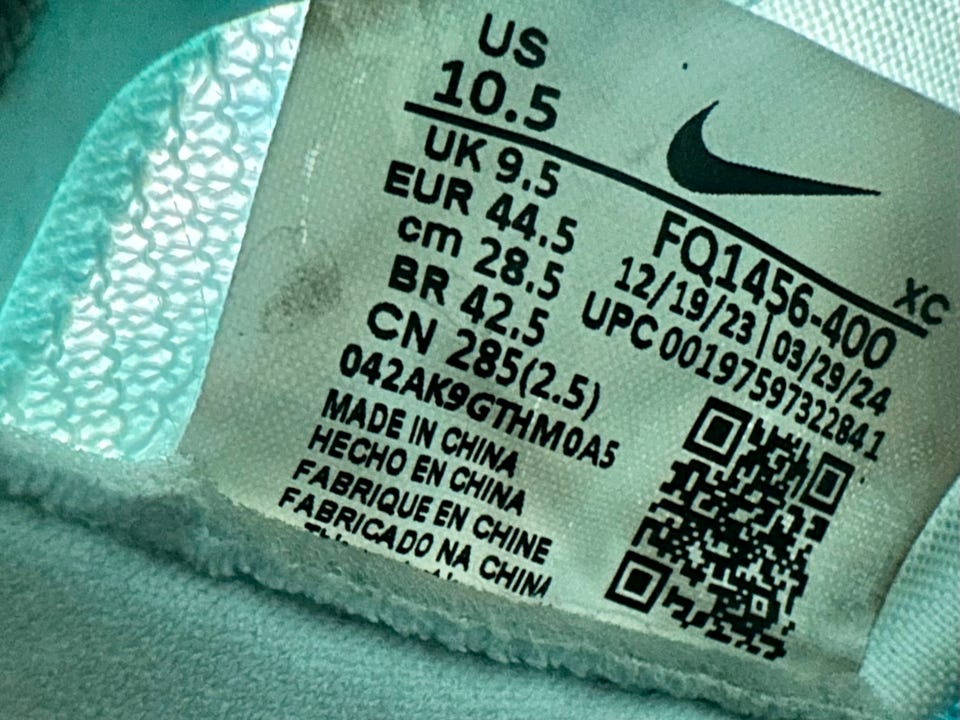 US
10.5
UK 9.5
EUR 44.5
cm 28.5
BR 42.5
CN 285(2.5)
042AK9GTHM0A5
MADE IN CHINA
HECHO EN CHINA
FABRIQUE EN CHINE
FABRICADO NA CHINA
XC
FQ1456-400
12/19/23 | 03/29/24
UPC 00197597322841